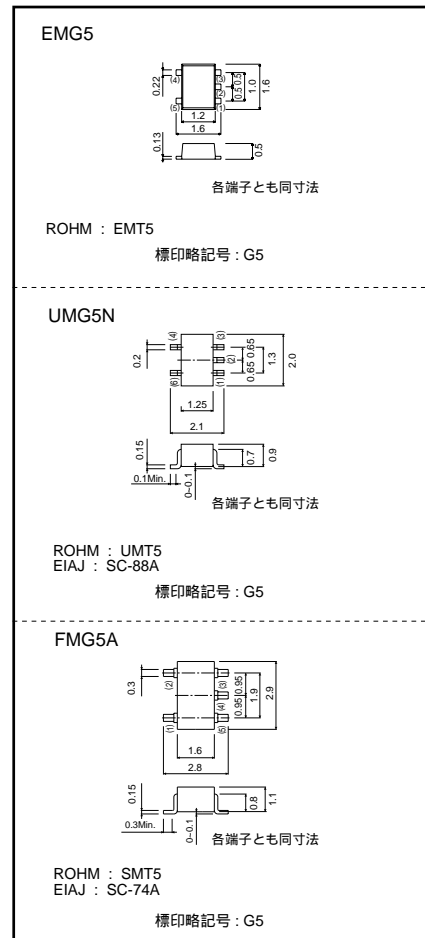 EMG5
0.22
(4)
(3)
(2)
(5)
(1)
0.5 0.5
1.0
1.6
1.2
1.6
0.13
0.5
各端子とも同寸法
ROHM : EMT5
標印略記号 : G5
UMG5N
0.2
(4)
(3)
(2)
(6)
(1)
0.65 0.65
1.3
2.0
1.25
2.1
0.15
0.1Min.
0~0.1
0.7
0.9
各端子とも同寸法
ROHM : UMT5
EIAJ : SC-88A
標印略記号 : G5
FMG5A
0.3
(2)
(3)
(4)
(1)
(5)
0.95 0.95
1.9
2.9
1.6
2.8
0.15
0.3Min.
0~0.1
0.8
1.1
各端子とも同寸法
ROHM : SMT5
EIAJ : SC-74A
標印略記号 : G5